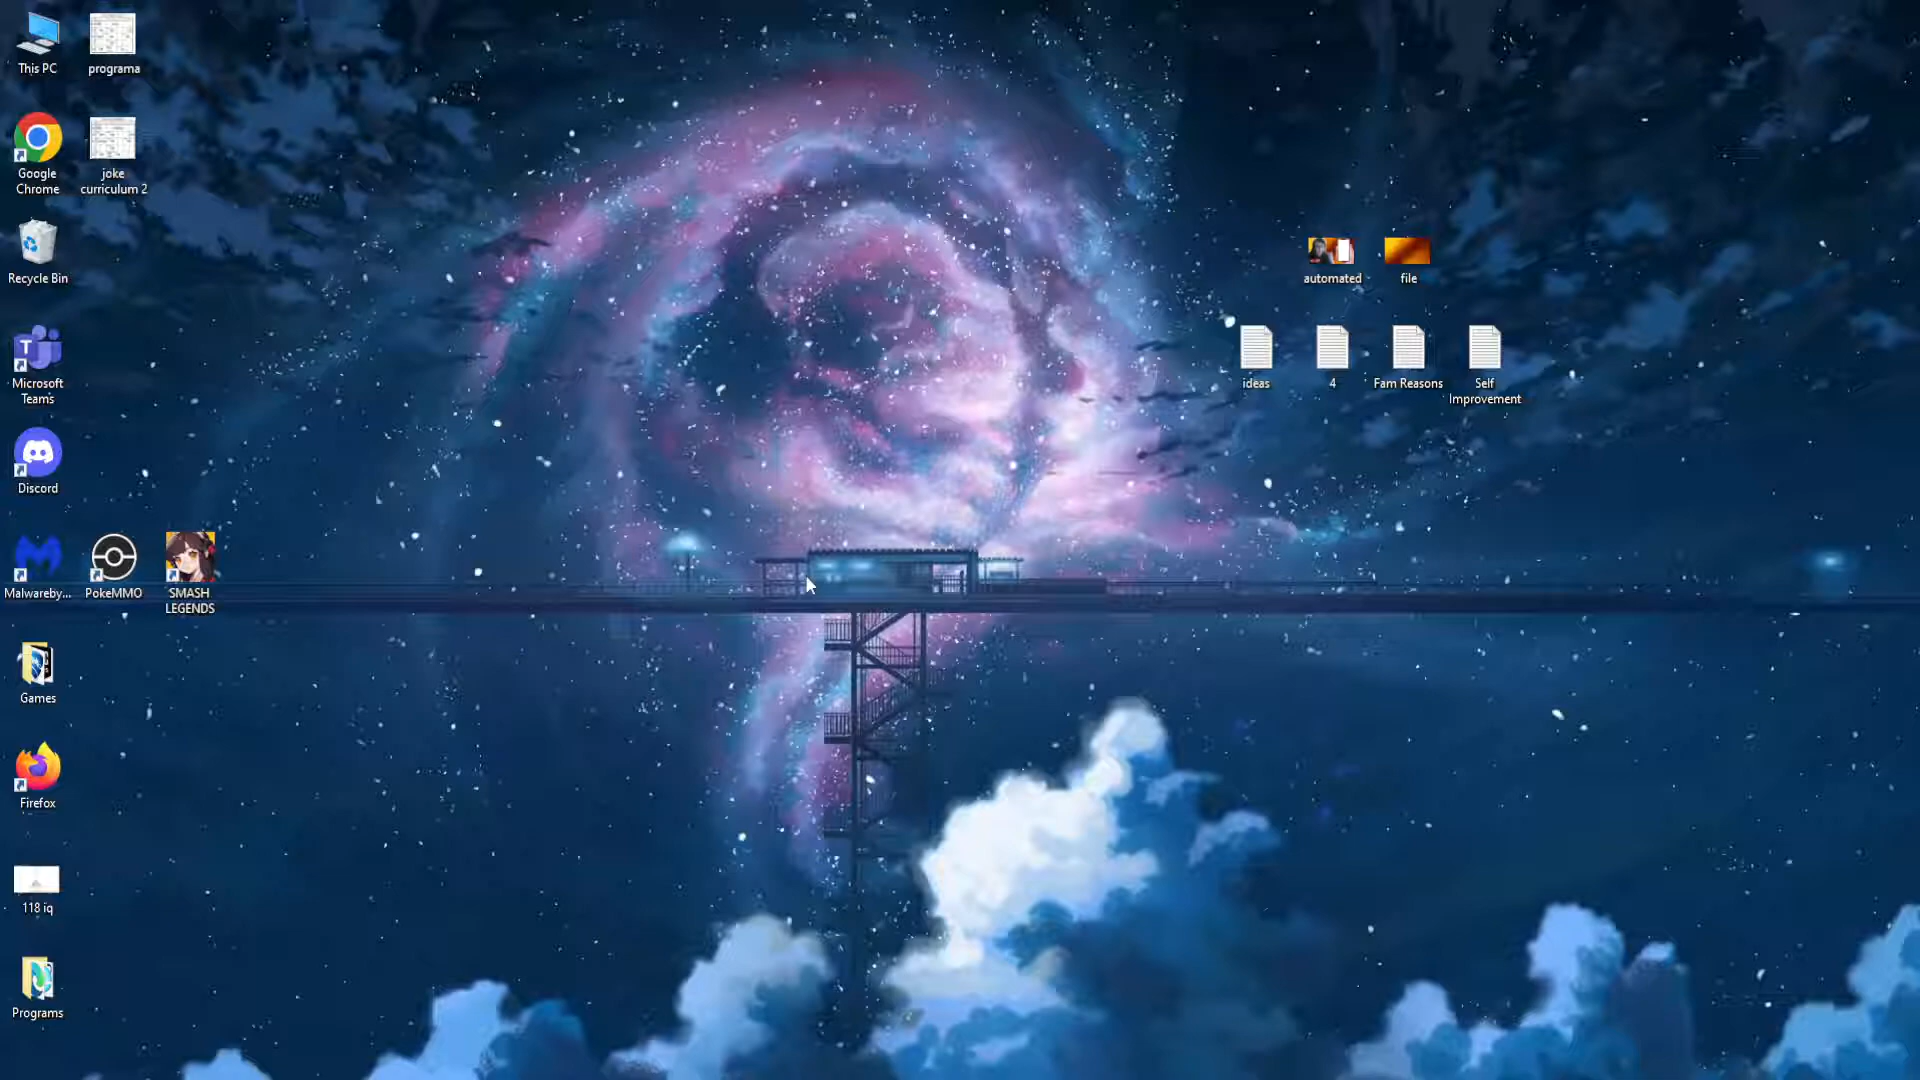 This PC
programa
Google
Chrome
joke
curriculum 2
Recycle Bin
automated
file
Microsoft
Teams
ideas
4
Fam Reasons
Self
Improvement
Discord
Malwareby...
PokeMMO
SMASH
LEGENDS
Games
Firefox
118 iq
Programs